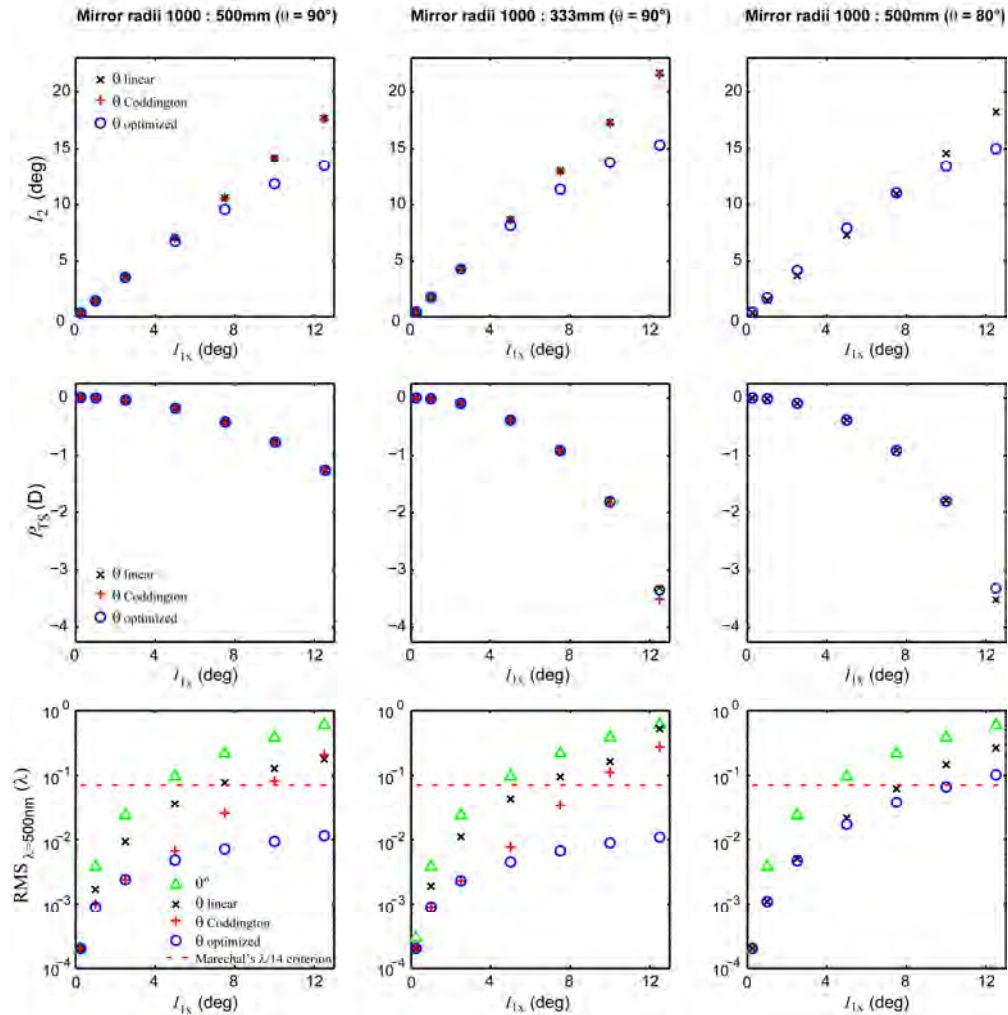 Mirror radii 1000 : 500mm (θ = 90°)
Mirror radii 1000 : 333mm (θ = 90°)
Mirror radii 1000 : 500mm (θ = 80°)
θ linear
θ Coddington
θ optimized
I2 (deg)
20
15
10
5
0
0 4 8 12
I1x (deg)
20
15
10
5
0
0 4 8 12
I1x (deg)
20
15
10
5
0
0 4 8 12
I1x (deg)
PTS (D)
0
−1
−2
−3
−4
θ linear
θ Coddington
θ optimized
0 4 8 12
I1x (deg)
0
−1
−2
−3
−4
0 4 8 12
I1x (deg)
0
−1
−2
−3
−4
0 4 8 12
I1x (deg)
RMS λ=500nm (λ)
10^0
10^-1
10^-2
10^-3
10^-4
θ°
θ linear
θ Coddington
θ optimized
Marechal's λ/14 criterion
0 4 8 12
I1x (deg)
10^0
10^-1
10^-2
10^-3
10^-4
0 4 8 12
I1x (deg)
10^0
10^-1
10^-2
10^-3
10^-4
0 4 8 12
I1x (deg)